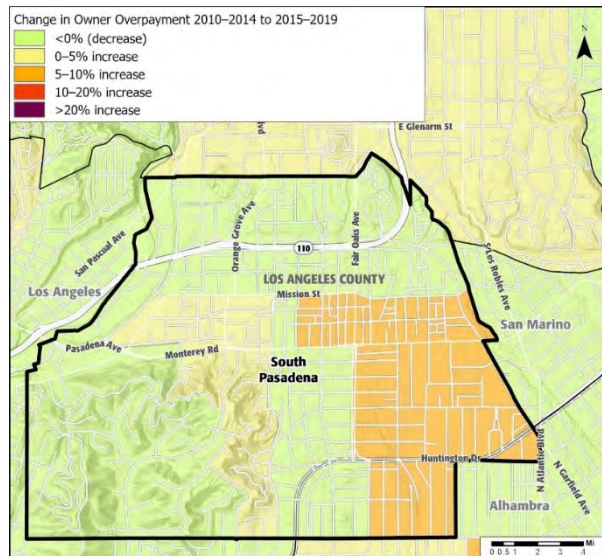 Change in Owner Overpayment 2010–2014 to 2015–2019
<0% (decrease)
0–5% increase
5–10% increase
10–20% increase
>20% increase
E Glenarm St
San Pascual Ave
Orange Grove Ave
Fair Oaks Ave
110
S Los Robles Ave
Los Angeles
LOS ANGELES COUNTY
Mission St
San Marino
Pasadena Ave
Monterey Rd
South
Pasadena
Huntington Dr
N Atlantic Blvd
N Garfield Ave
Alhambra